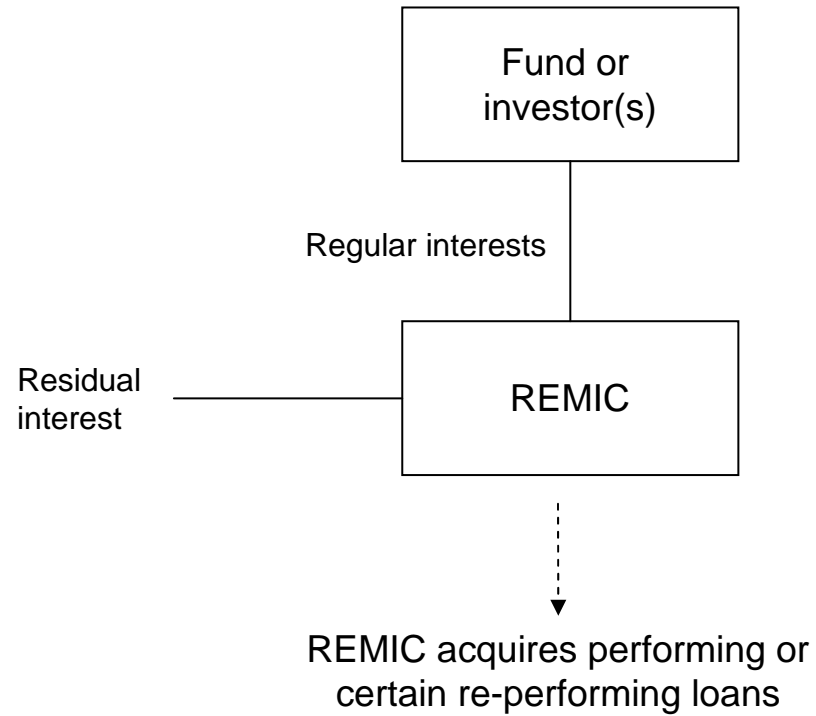 Fund or
investor(s)
Regular interests
Residual
interest
REMIC
REMIC acquires performing or
certain re-performing loans